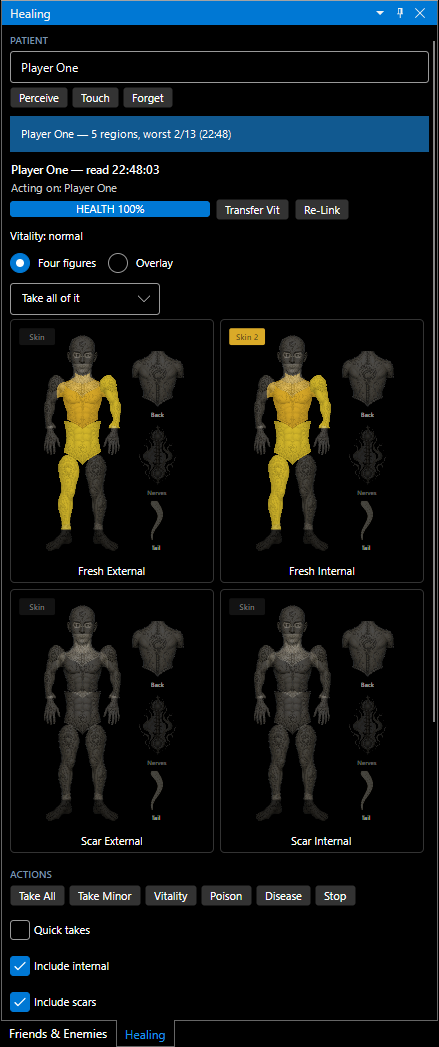 Healing
PATIENT
Player One
Perceive Touch Forget
Player One — 5 regions, worst 2/13 (22:48)
Player One — read 22:48:03
Acting on: Player One
HEALTH 100% Transfer Vit Re-Link
Vitality: normal
Four figures Overlay
Take all of it
Skin
Back
Nerves
Tail
Fresh External
Skin 2
Back
Nerves
Tail
Fresh Internal
Skin
Back
Nerves
Tail
Scar External
Skin
Back
Nerves
Tail
Scar Internal
ACTIONS
Take All Take Minor Vitality Poison Disease Stop
Quick takes
Include internal
Include scars
Friends & Enemies Healing